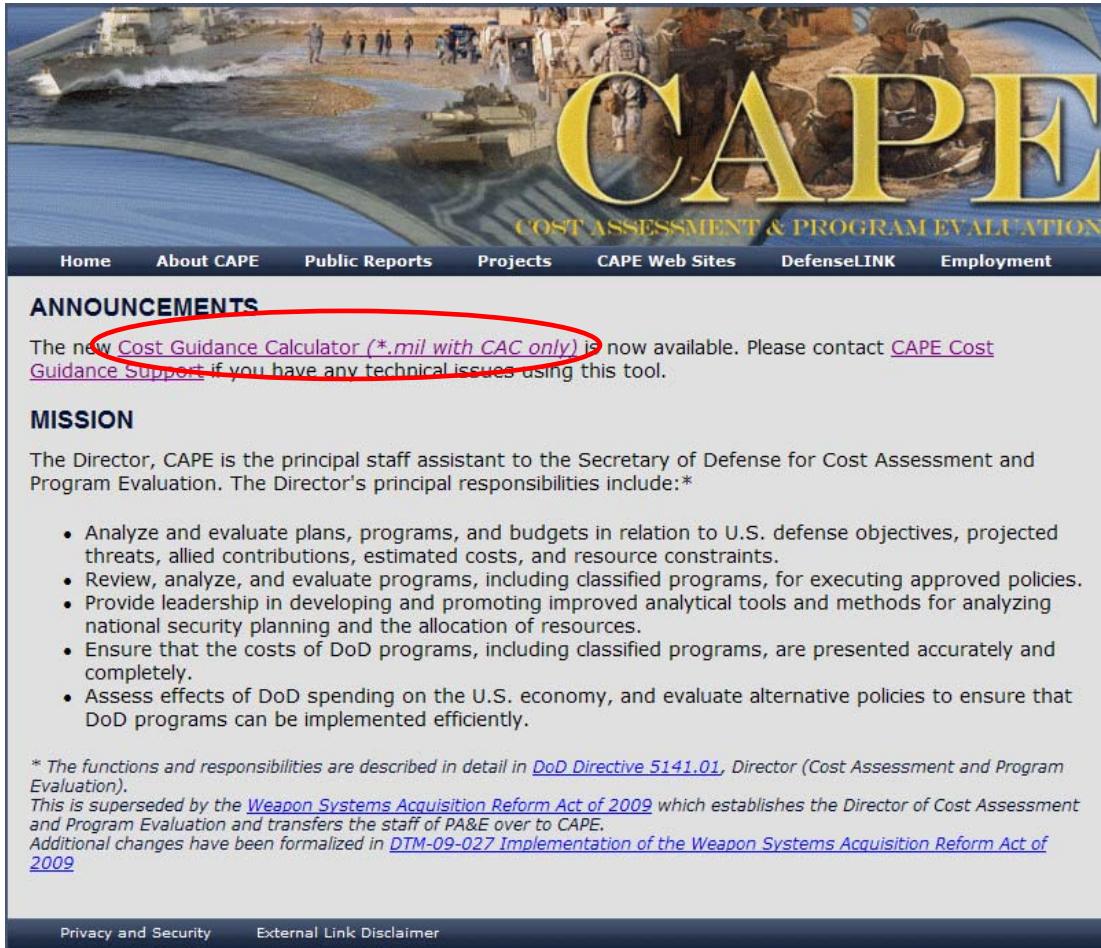 CAPE
COST ASSESSMENT & PROGRAM EVALUATION
Home About CAPE Public Reports Projects CAPE Web Sites DefenseLINK Employment
ANNOUNCEMENTS
The new Cost Guidance Calculator (*.mil with CAC only) is now available. Please contact CAPE Cost
Guidance Support if you have any technical issues using this tool.
MISSION
The Director, CAPE is the principal staff assistant to the Secretary of Defense for Cost Assessment and
Program Evaluation. The Director's principal responsibilities include:*
• Analyze and evaluate plans, programs, and budgets in relation to U.S. defense objectives, projected
threats, allied contributions, estimated costs, and resource constraints.
• Review, analyze, and evaluate programs, including classified programs, for executing approved policies.
• Provide leadership in developing and promoting improved analytical tools and methods for analyzing
national security planning and the allocation of resources.
• Ensure that the costs of DoD programs, including classified programs, are presented accurately and
completely.
• Assess effects of DoD spending on the U.S. economy, and evaluate alternative policies to ensure that
DoD programs can be implemented efficiently.
* The functions and responsibilities are described in detail in DoD Directive 5141.01, Director (Cost Assessment and Program
Evaluation).
This is superseded by the Weapon Systems Acquisition Reform Act of 2009 which establishes the Director of Cost Assessment
and Program Evaluation and transfers the staff of PA&E over to CAPE.
Additional changes have been formalized in DTM-09-027 Implementation of the Weapon Systems Acquisition Reform Act of
2009
Privacy and Security External Link Disclaimer